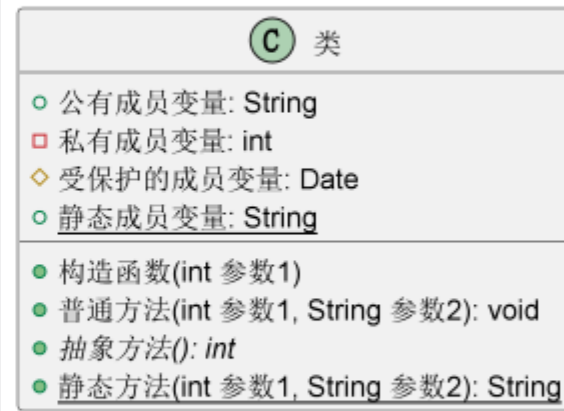 C 类
公有成员变量: String
私有成员变量: int
受保护的成员变量: Date
静态成员变量: String
构造函数(int 参数1)
普通方法(int 参数1, String 参数2): void
抽象方法(): int
静态方法(int 参数1, String 参数2): String